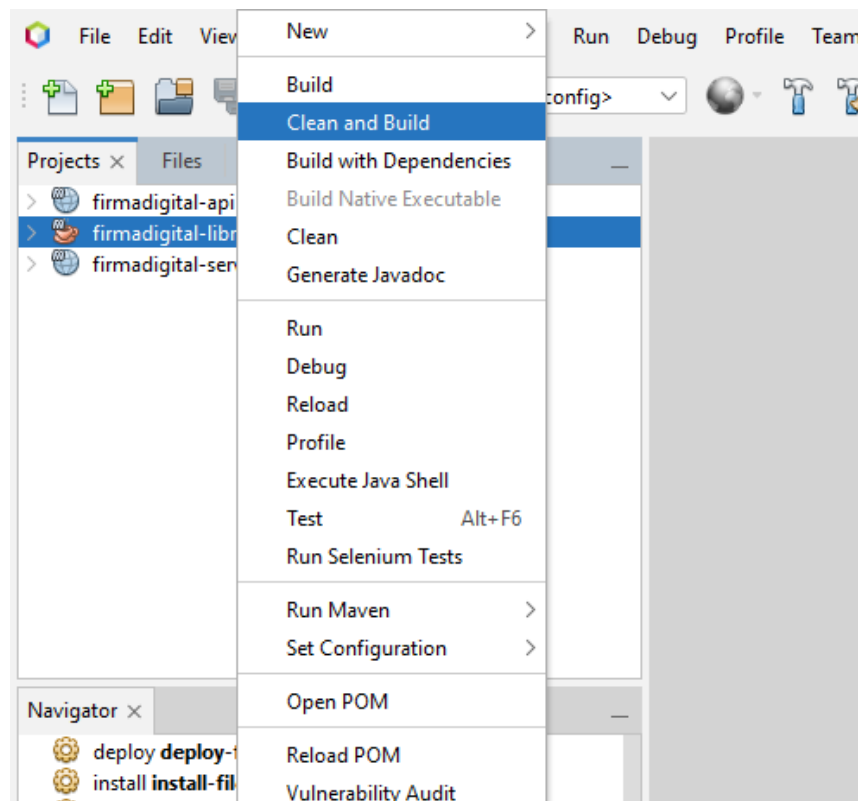 File Edit View Run Debug Profile Team
config>
Projects Files
firmadigital-api
firmadigital-libr
firmadigital-ser
New
Build
Clean and Build
Build with Dependencies
Build Native Executable
Clean
Generate Javadoc
Run
Debug
Reload
Profile
Execute Java Shell
Test Alt+F6
Run Selenium Tests
Run Maven
Set Configuration
Open POM
Reload POM
Vulnerability Audit
Navigator
deploy deploy-f
install install-fil